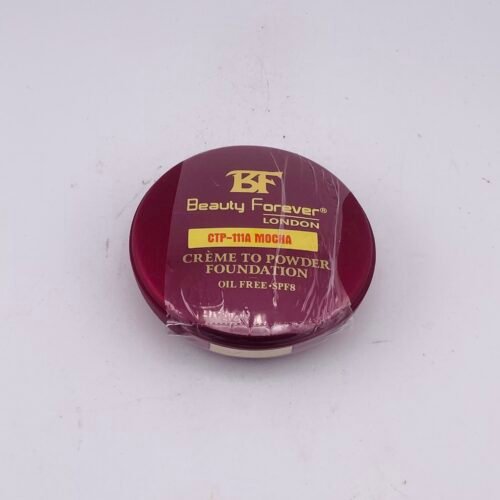 BF
Beauty Forever®
LONDON
CTP-111A MOCHA
CRÈME TO POWDER
FOUNDATION
OIL FREE•SPF8